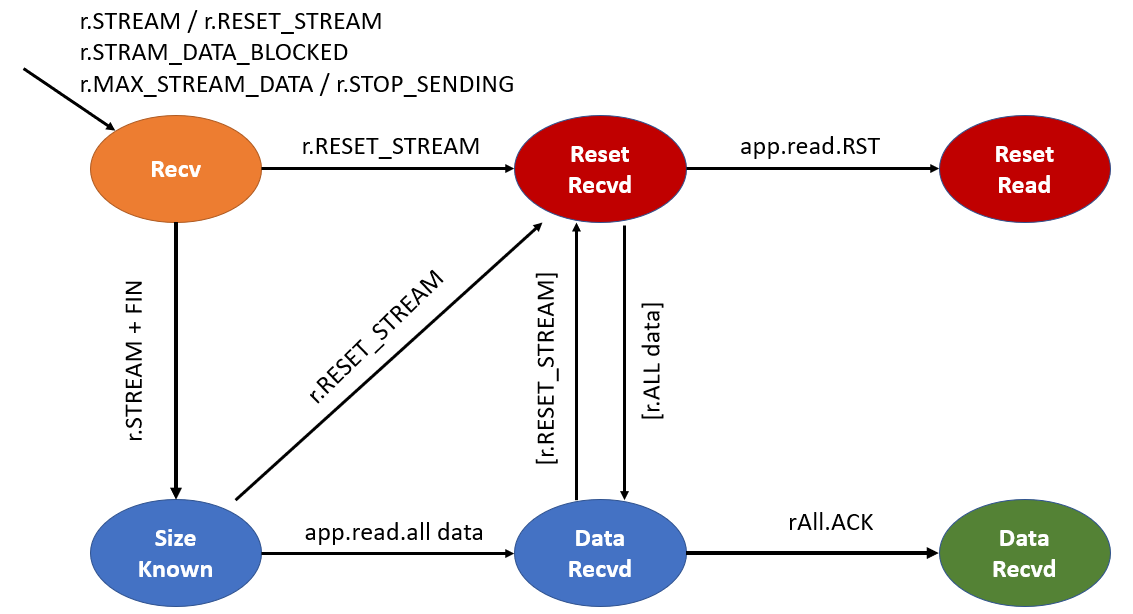 r.STREAM / r.RESET_STREAM
r.STRAM_DATA_BLOCKED
r.MAX_STREAM_DATA / r.STOP_SENDING
Recv
r.RESET_STREAM
Reset
Recvd
app.read.RST
Reset
Read
r.STREAM + FIN
r.RESET_STREAM
[r.RESET_STREAM]
[r.ALL data]
Size
Known
app.read.all data
Data
Recvd
rAll.ACK
Data
Recvd